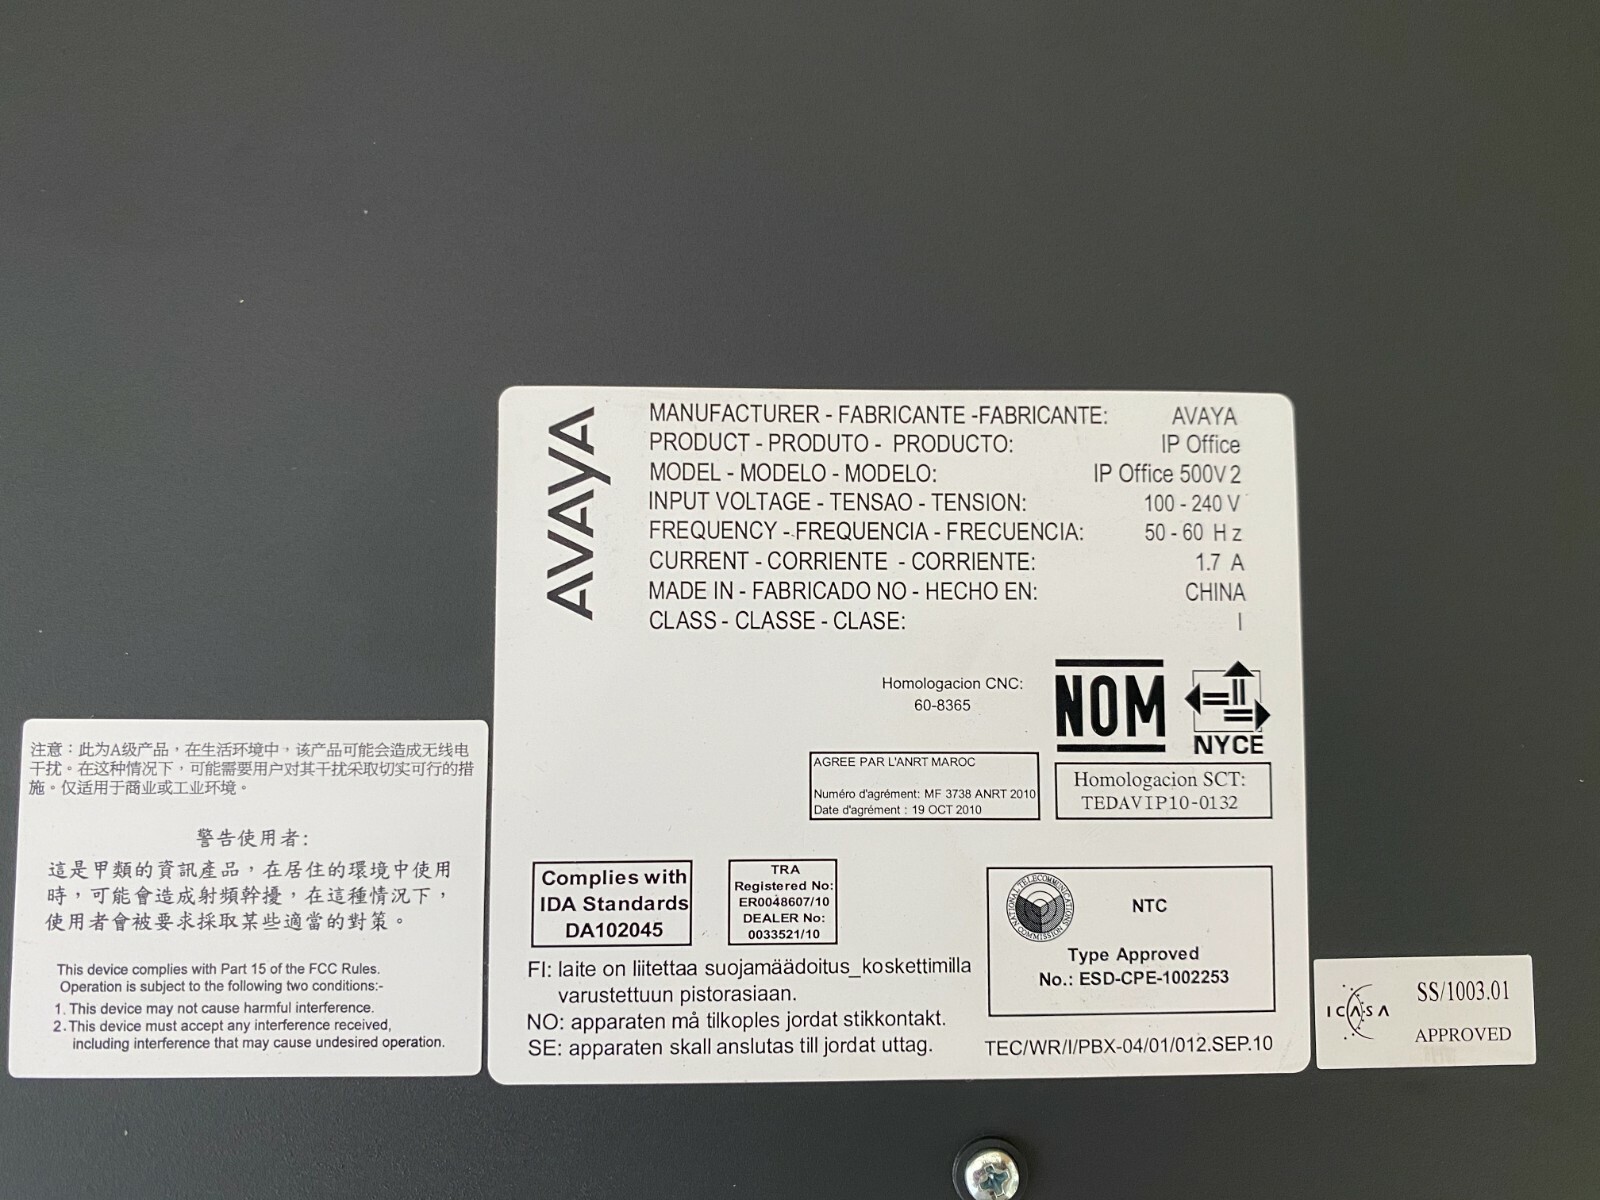 AVAYA
MANUFACTURER - FABRICANTE -FABRICANTE: AVAYA
PRODUCT - PRODUTO - PRODUCTO: IP Office
MODEL - MODELO - MODELO: IP Office 500V2
INPUT VOLTAGE - TENSAO - TENSION: 100 - 240 V
FREQUENCY - FREQUENCIA - FRECUENCIA: 50 - 60 Hz
CURRENT - CORRIENTE - CORRIENTE: 1.7 A
MADE IN - FABRICADO NO - HECHO EN: CHINA
CLASS - CLASSE - CLASE: I
Homologacion CNC:
60-8365
NOM
NYCE
AGREE PAR L'ANRT MAROC
Numéro d'agrément: MF 3738 ANRT 2010
Date d'agrément : 19 OCT 2010
Homologacion SCT:
TEDAVIP10-0132
Complies with
IDA Standards
DA102045
TRA
Registered No:
ER0048607/10
DEALER No:
0033521/10
NATIONAL TELECOMMUNICATIONS COMMISSION
NTC
Type Approved
No.: ESD-CPE-1002253
FI: laite on liitettaa suojamäädoitus_koskettimilla
varustettuun pistorasiaan.
NO: apparaten må tilkoples jordat stikkontakt.
SE: apparaten skall anslutas till jordat uttag.
TEC/WR/I/PBX-04/01/012.SEP.10
注意：此为A级产品，在生活环境中，该产品可能会造成无线电
干扰。在这种情况下，可能需要用户对其干扰采取切实可行的措
施。仅适用于商业或工业环境。
警告使用者:
這是甲類的資訊產品，在居住的環境中使用
時，可能會造成射頻幹擾，在這種情況下，
使用者會被要求採取某些適當的對策。
This device complies with Part 15 of the FCC Rules.
Operation is subject to the following two conditions:-
1. This device may not cause harmful interference.
2. This device must accept any interference received,
including interference that may cause undesired operation.
ICASA
SS/1003.01
APPROVED